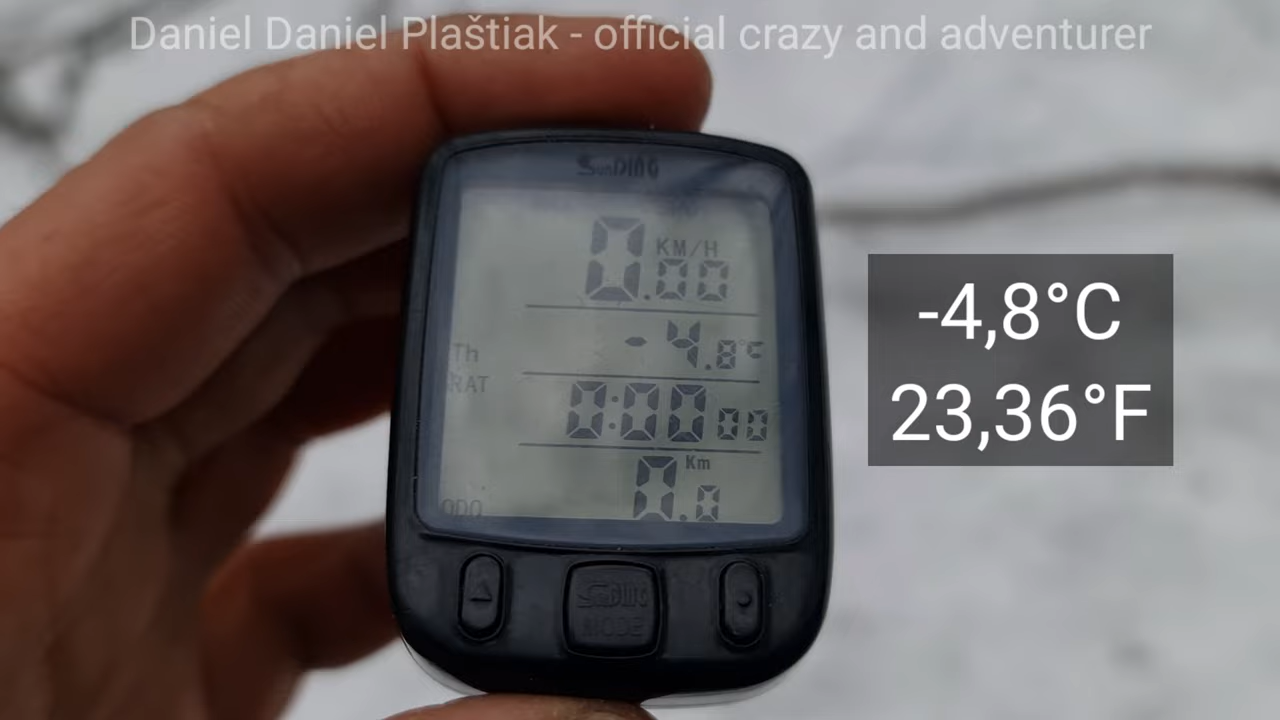 Daniel Daniel Plaštiak - official crazy and adventurer
SunDING
0.00 KM/H
-4.8°C
Th
RAT
0:00 00
Km
0.0
ODO
-4,8°C
23,36°F
SunDING
MODE